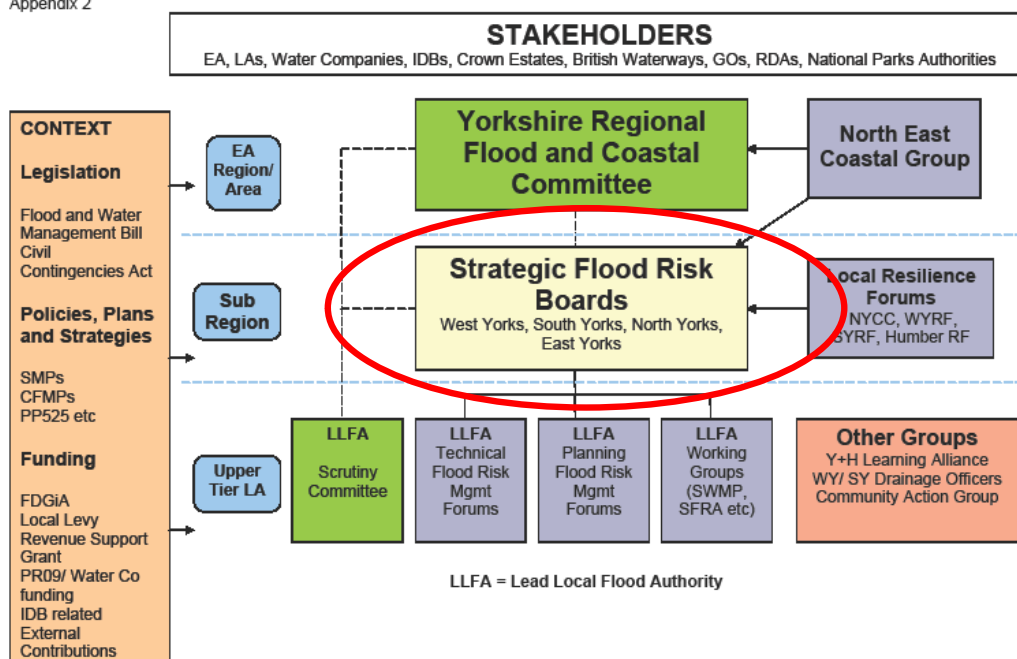 Appendix 2
STAKEHOLDERS
EA, LAs, Water Companies, IDBs, Crown Estates, British Waterways, GOs, RDAs, National Parks Authorities
CONTEXT
Legislation
Flood and Water
Management Bill
Civil
Contingencies Act
Policies, Plans
and Strategies
SMPs
CFMPs
PP525 etc
Funding
FDGiA
Local Levy
Revenue Support
Grant
PR09/ Water Co
funding
IDB related
External
Contributions
EA
Region/
Area
Yorkshire Regional
Flood and Coastal
Committee
North East
Coastal Group
Sub
Region
Strategic Flood Risk
Boards
West Yorks, South Yorks, North Yorks,
East Yorks
Local Resilience
Forums
NYCC, WYRF,
SYRF, Humber RF
Upper
Tier LA
LLFA
Scrutiny
Committee
LLFA
Technical
Flood Risk
Mgmt
Forums
LLFA
Planning
Flood Risk
Mgmt
Forums
LLFA
Working
Groups
(SWMP,
SFRA etc)
Other Groups
Y+H Learning Alliance
WY/ SY Drainage Officers
Community Action Group
LLFA = Lead Local Flood Authority